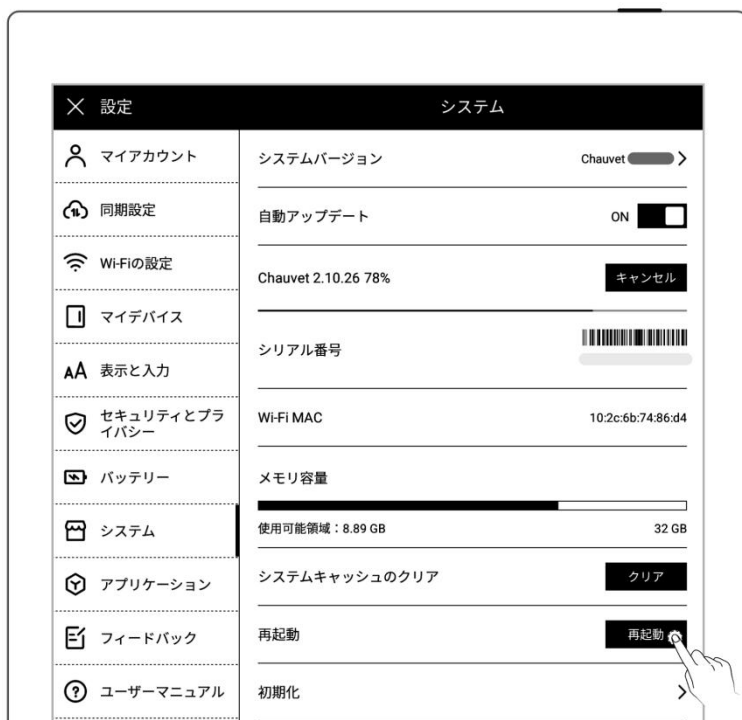 設定
システム
マイアカウント
同期設定
Wi-Fiの設定
マイデバイス
表示と入力
セキュリティとプラ
イバシー
バッテリー
システム
アプリケーション
フィードバック
ユーザーマニュアル
システムバージョン Chauvet
自動アップデート ON
Chauvet 2.10.26 78% キャンセル
シリアル番号
Wi-Fi MAC 10:2c:6b:74:86:d4
メモリ容量
使用可能領域：8.89 GB 32 GB
システムキャッシュのクリア クリア
再起動 再起動
初期化